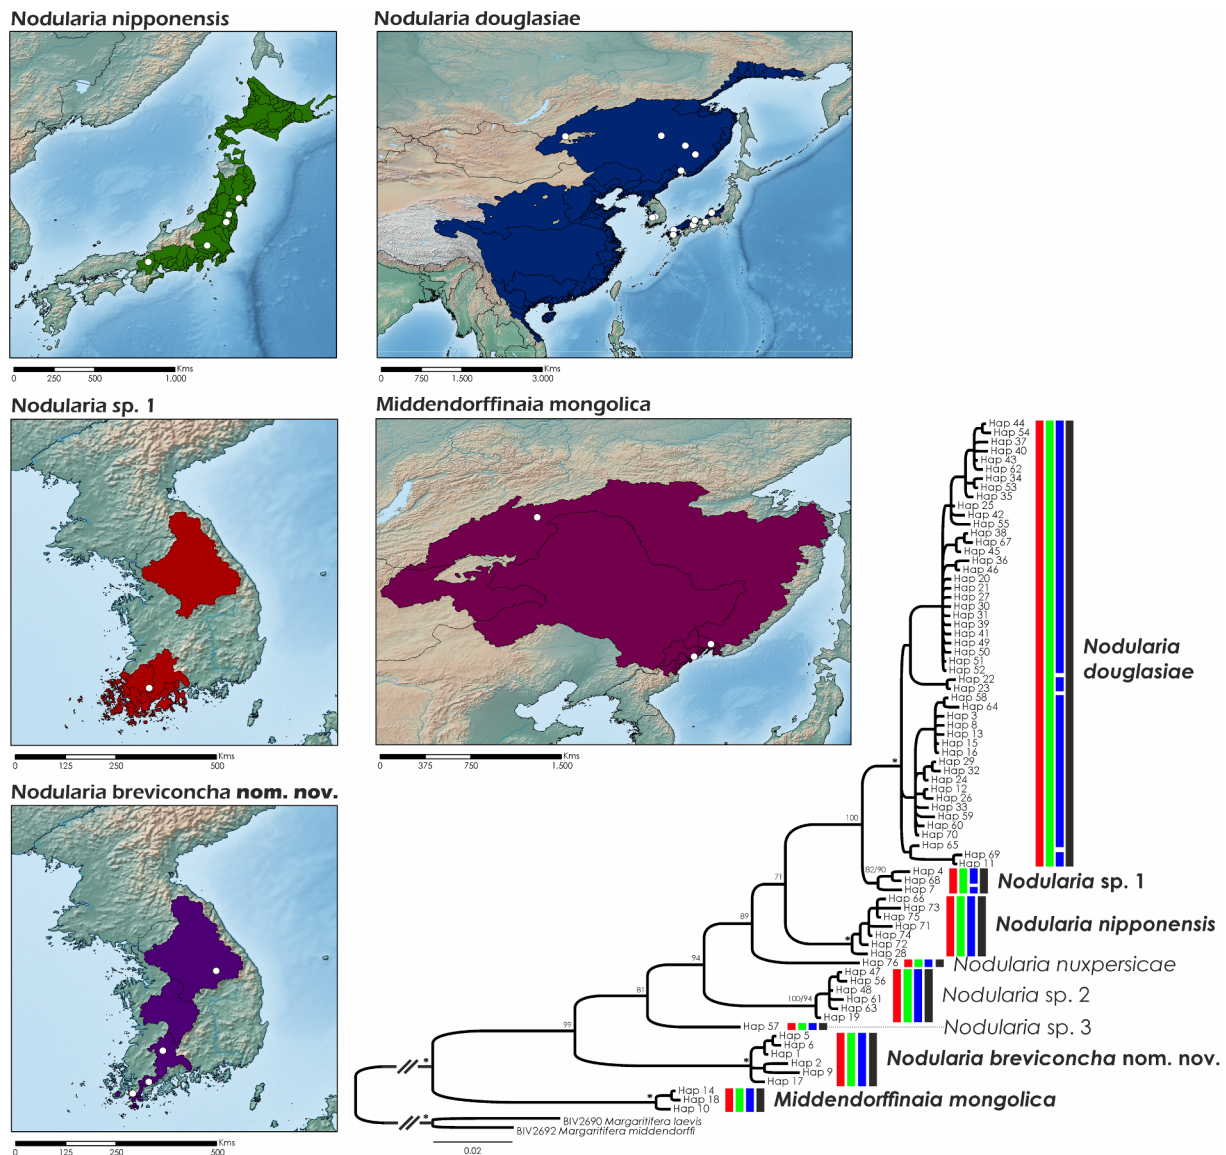 Nodularia nipponensis
Nodularia douglasiae
0 250 500 1,000 Kms
0 750 1,500 3,000 Kms
Nodularia sp. 1
Middendorffinaia mongolica
0 125 250 500 Kms
0 375 750 1,500 Kms
Nodularia breviconcha nom. nov.
0 125 250 500 Kms
Hap 44
Hap 54
Hap 37
Hap 40
Hap 43
Hap 62
Hap 34
Hap 53
Hap 35
Hap 25
Hap 42
Hap 55
Hap 38
Hap 67
Hap 45
Hap 36
Hap 46
Hap 20
Hap 21
Hap 27
Hap 30
Hap 31
Hap 39
Hap 41
Hap 49
Hap 50
Hap 51
Hap 52
Hap 22
Hap 23
Hap 58
Hap 64
Hap 3
Hap 8
Hap 13
Hap 15
Hap 16
Hap 29
Hap 32
Hap 24
Hap 12
Hap 26
Hap 33
Hap 59
Hap 60
Hap 70
Hap 65
Hap 69
Hap 11
Nodularia
douglasiae
*
100
82/90
Hap 4
Hap 68
Hap 7
Nodularia sp. 1
71
Hap 66
Hap 73
Hap 75
Hap 71
Hap 74
Hap 72
Hap 28
*
Nodularia nipponensis
89
Hap 76
Nodularia nuxpersicae
94
Hap 47
Hap 56
Hap 48
Hap 61
Hap 63
Hap 19
100/94
Nodularia sp. 2
81
Hap 57
Nodularia sp. 3
99
Hap 5
Hap 6
Hap 1
Hap 2
Hap 9
Hap 17
*
Nodularia breviconcha nom. nov.
*
Hap 14
Hap 18
Hap 10
*
Middendorffinaia mongolica
*
BIV2690 Margaritifera laevis
BIV2692 Margaritifera middendorffi
0.02